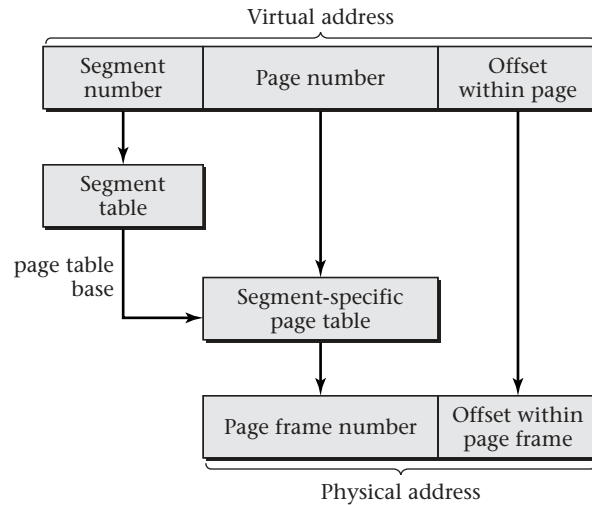 Virtual address
Segment
number
Page number
Offset
within page
Segment
table
page table
base
Segment-specific
page table
Page frame number
Offset within
page frame
Physical address